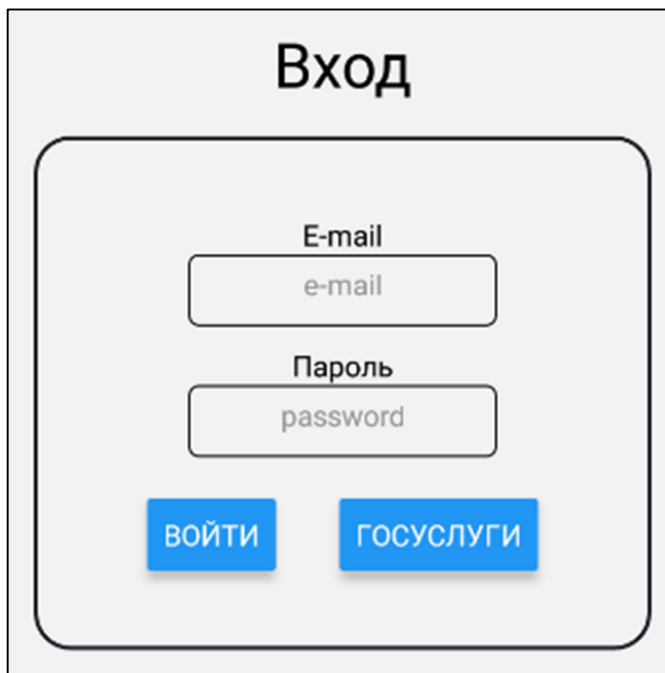 Вход
E-mail
e-mail
Пароль
password
ВОЙТИ ГОСУСЛУГИ